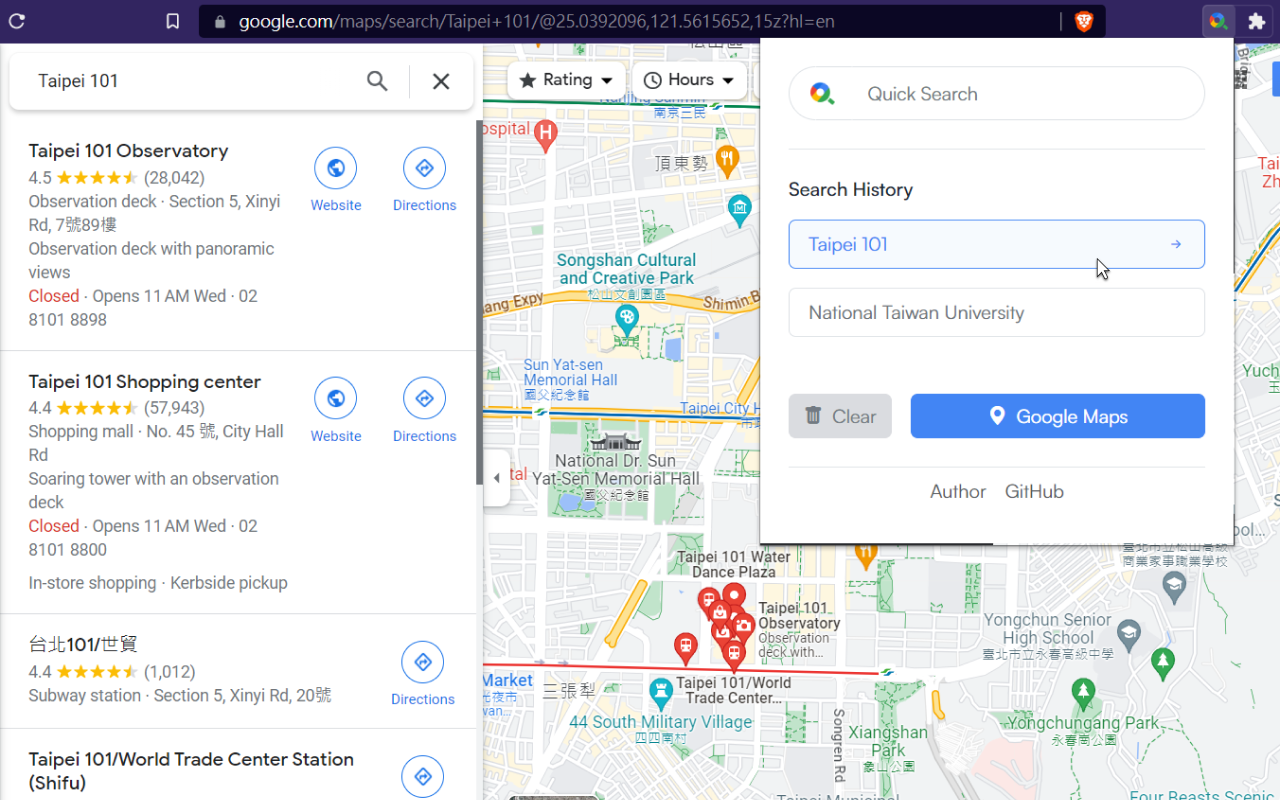 google.com/maps/search/Taipei+101/@25.0392096,121.5615652,15z?hl=en
Taipei 101
Rating
Hours
Taipei 101 Observatory
4.5 (28,042)
Observation deck · Section 5, Xinyi
Rd, 7號89樓
Observation deck with panoramic
views
Closed · Opens 11 AM Wed · 02
8101 8898
Website
Directions
Taipei 101 Shopping center
4.4 (57,943)
Shopping mall · No. 45 號, City Hall
Rd
Soaring tower with an observation
deck
Closed · Opens 11 AM Wed · 02
8101 8800
In-store shopping · Kerbside pickup
Website
Directions
台北101/世貿
4.4 (1,012)
Subway station · Section 5, Xinyi Rd, 20號
Directions
Taipei 101/World Trade Center Station
(Shifu)
Quick Search
Search History
Taipei 101
National Taiwan University
Clear
Google Maps
Author GitHub
南京三民
ospital
H
頂東勢
Songshan Cultural
and Creative Park
松山文創園區
ang Expy
Shimin B
Sun Yat-sen
Memorial Hall
國父紀念館
Taipei City H
National Dr. Sun
Yat-Sen Memorial Hall
國父紀念館
tal
Taipei 101 Water
Dance Plaza
Taipei 101
Observatory
Observation
deck with...
Taipei 101/World
Trade Center...
Market
三張犁
44 South Military Village
四四南村
Songren Rd
Xiangshan
Park
象山公園
臺北市立松山高級
商業家事職業學校
Yongchun Senior
High School
臺北市立永春高級中學
Yongchungang Park
永春崗公園
Four Beasts Scenic
Taipei Municipal
Yuch
Tai
Zh
ool...